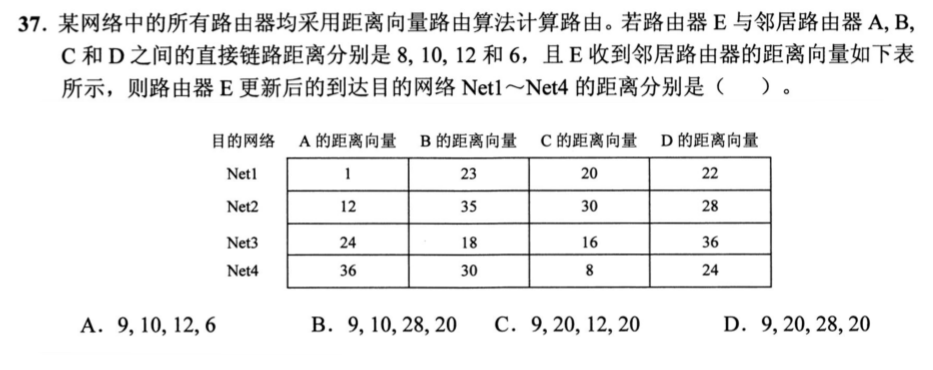 37. 某网络中的所有路由器均采用距离向量路由算法计算路由。若路由器 E 与邻居路由器 A, B,
C 和 D 之间的直接链路距离分别是 8, 10, 12 和 6，且 E 收到邻居路由器的距离向量如下表
所示，则路由器 E 更新后的到达目的网络 Net1～Net4 的距离分别是（    ）。
目的网络 A 的距离向量 B 的距离向量 C 的距离向量 D 的距离向量
Net1 1 23 20 22
Net2 12 35 30 28
Net3 24 18 16 36
Net4 36 30 8 24
A. 9, 10, 12, 6 B. 9, 10, 28, 20 C. 9, 20, 12, 20 D. 9, 20, 28, 20